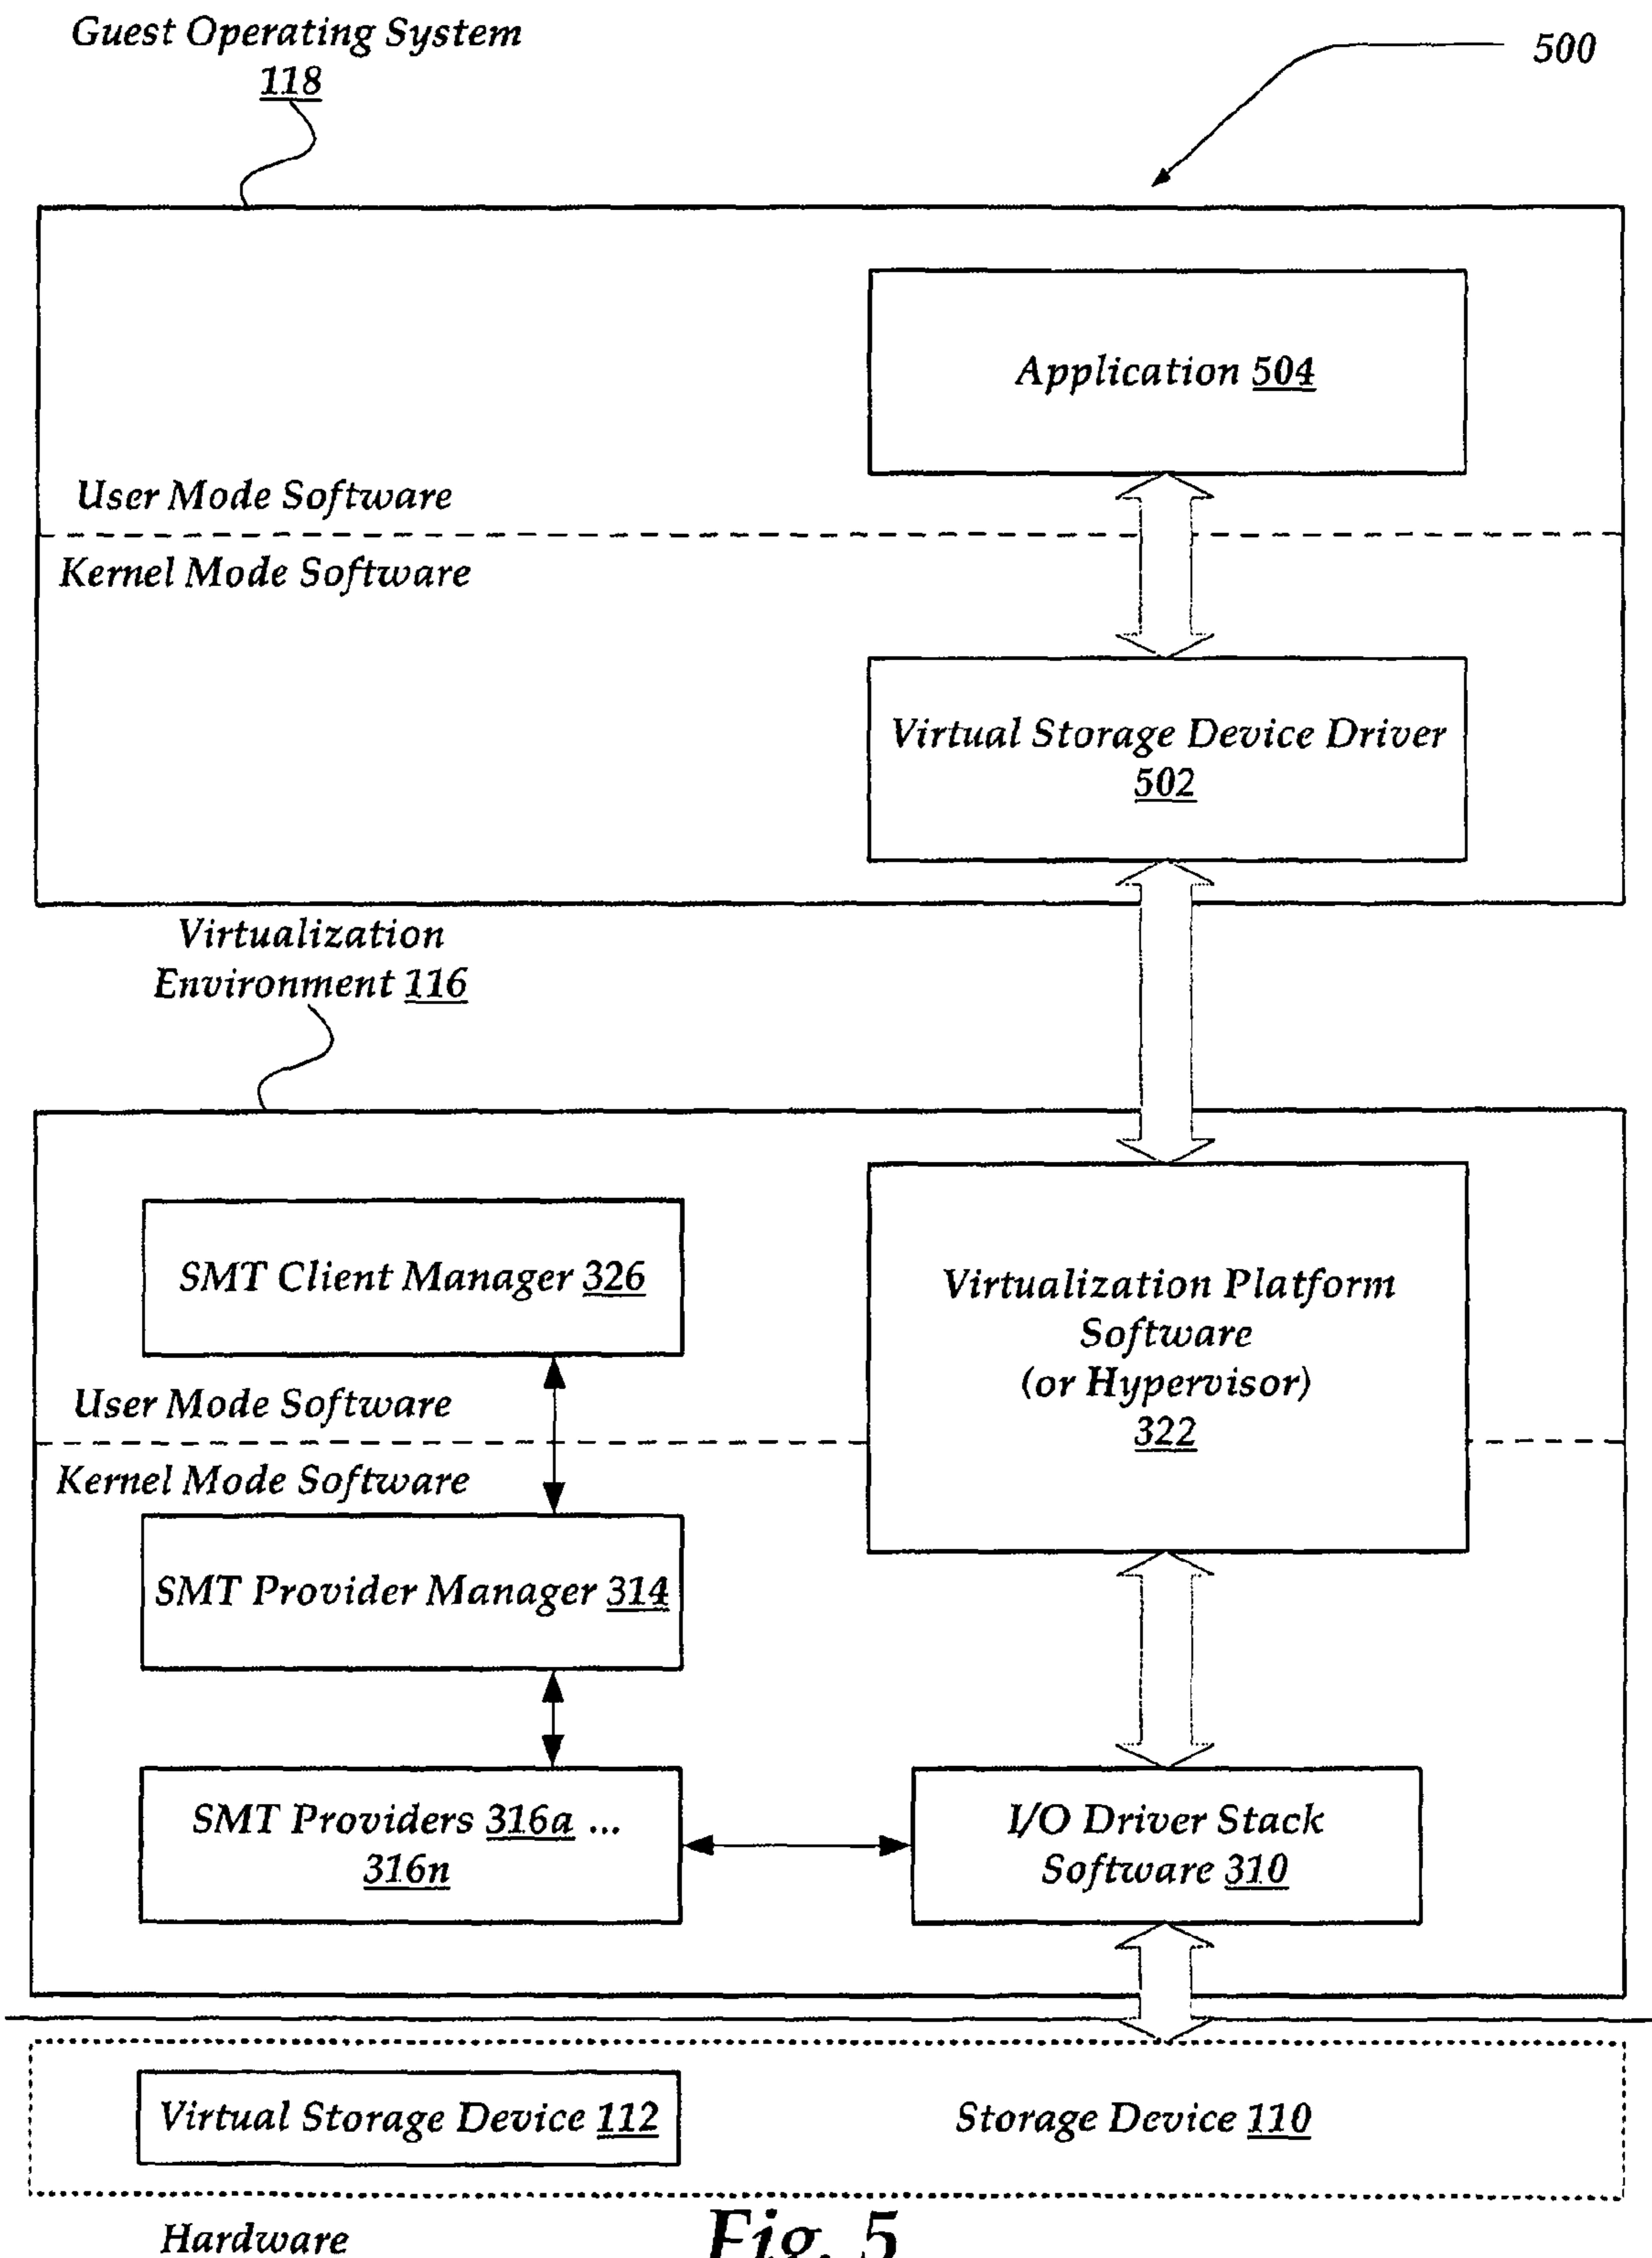 Guest Operating System
118
500
Application 504
User Mode Software
Kernel Mode Software
Virtual Storage Device Driver
502
Virtualization
Environment 116
SMT Client Manager 326
Virtualization Platform
Software
(or Hypervisor)
322
User Mode Software
Kernel Mode Software
SMT Provider Manager 314
SMT Providers 316a ...
316n
I/O Driver Stack
Software 310
Virtual Storage Device 112
Storage Device 110
Hardware
Fig. 5